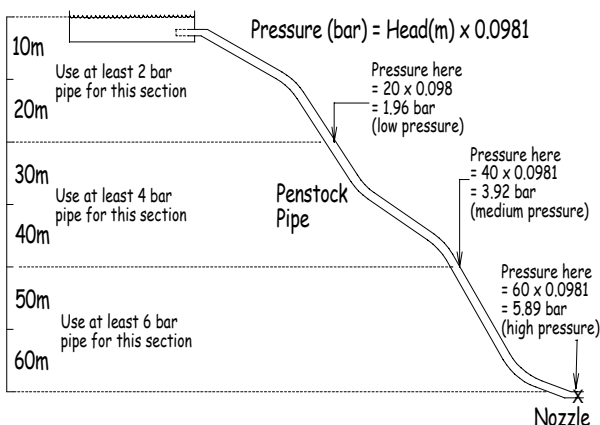 Pressure (bar) = Head(m) x 0.0981
10m
Use at least 2 bar
pipe for this section
20m
Pressure here
= 20 x 0.098
= 1.96 bar
(low pressure)
30m
Use at least 4 bar
pipe for this section
40m
Penstock
Pipe
Pressure here
= 40 x 0.0981
= 3.92 bar
(medium pressure)
50m
Use at least 6 bar
pipe for this section
60m
Pressure here
= 60 x 0.0981
= 5.89 bar
(high pressure)
Nozzle